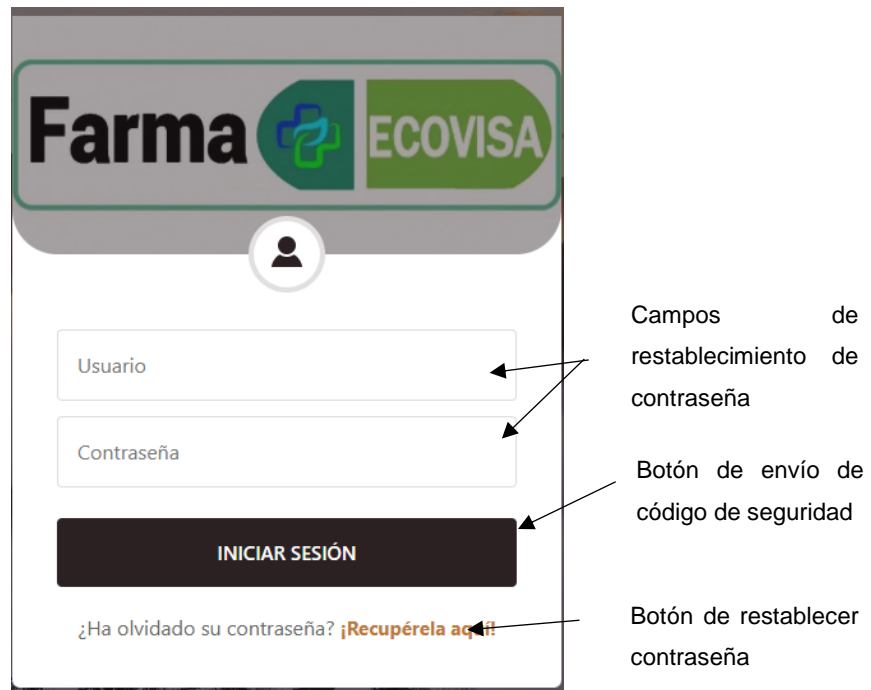 Farma ECOVISA
Usuario
Contraseña
INICIAR SESIÓN
¿Ha olvidado su contraseña? ¡Recupérela aquí!
Campos de
restablecimiento de
contraseña
Botón de envío de
código de seguridad
Botón de restablecer
contraseña